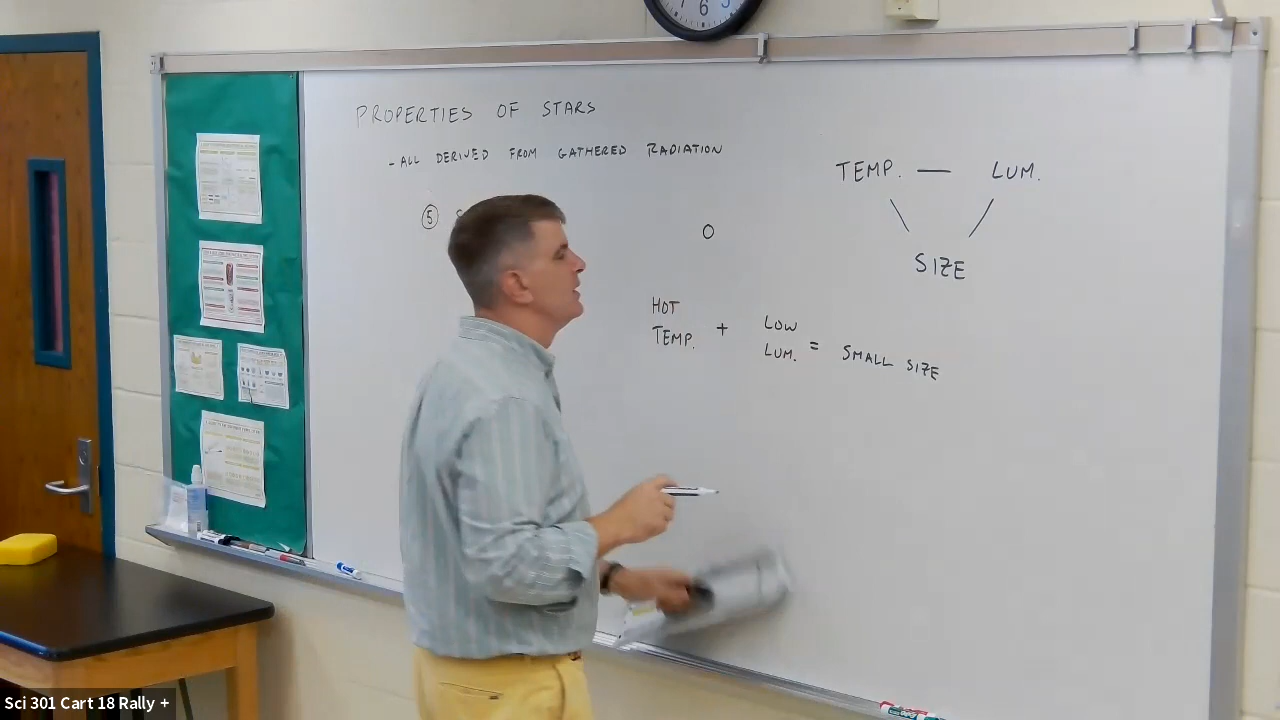 PROPERTIES OF STARS
- ALL DERIVED FROM GATHERED RADIATION
⑤
TEMP. — LUM.
SIZE
HOT
TEMP. + LOW
LUM. = SMALL SIZE
6
Sci 301 Cart 18 Rally +